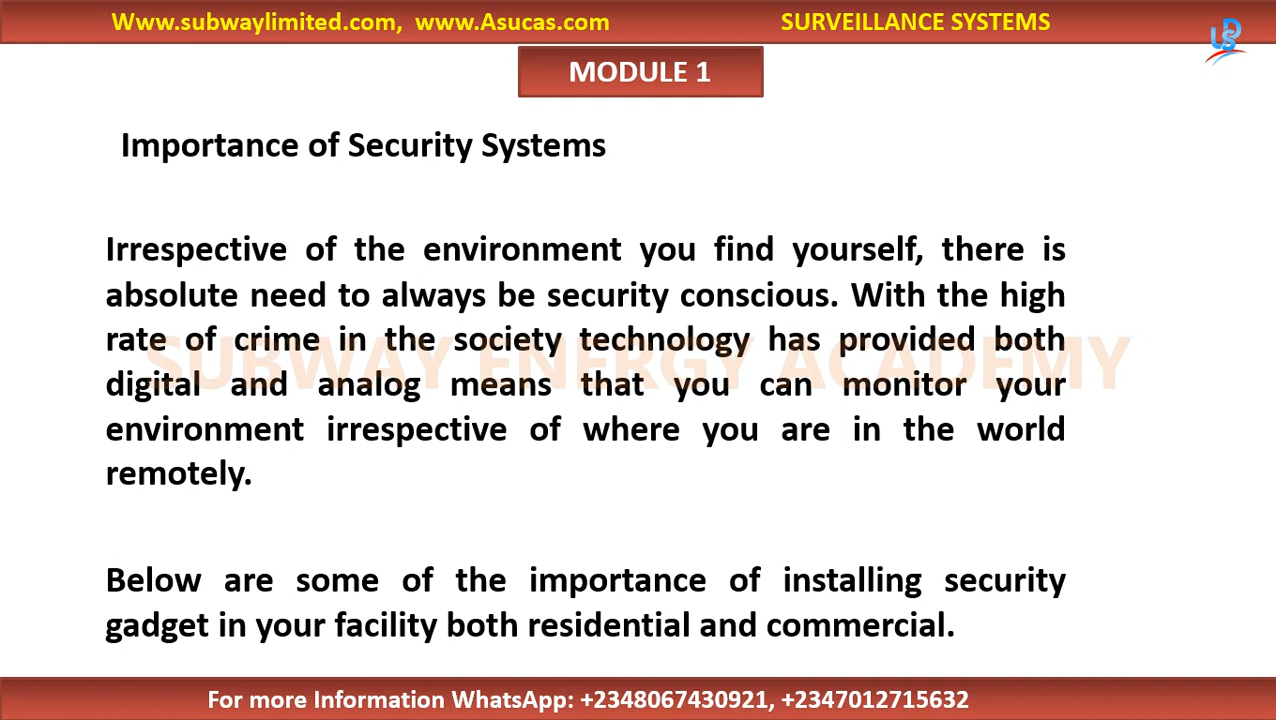 Www.subwaylimited.com, www.Asucas.com SURVEILLANCE SYSTEMS
MODULE 1
Importance of Security Systems
Irrespective of the environment you find yourself, there is
absolute need to always be security conscious. With the high
rate of crime in the society technology has provided both
SUBWAY ENERGY ACADEMY
digital and analog means that you can monitor your
environment irrespective of where you are in the world
remotely.
Below are some of the importance of installing security
gadget in your facility both residential and commercial.
For more Information WhatsApp: +2348067430921, +2347012715632